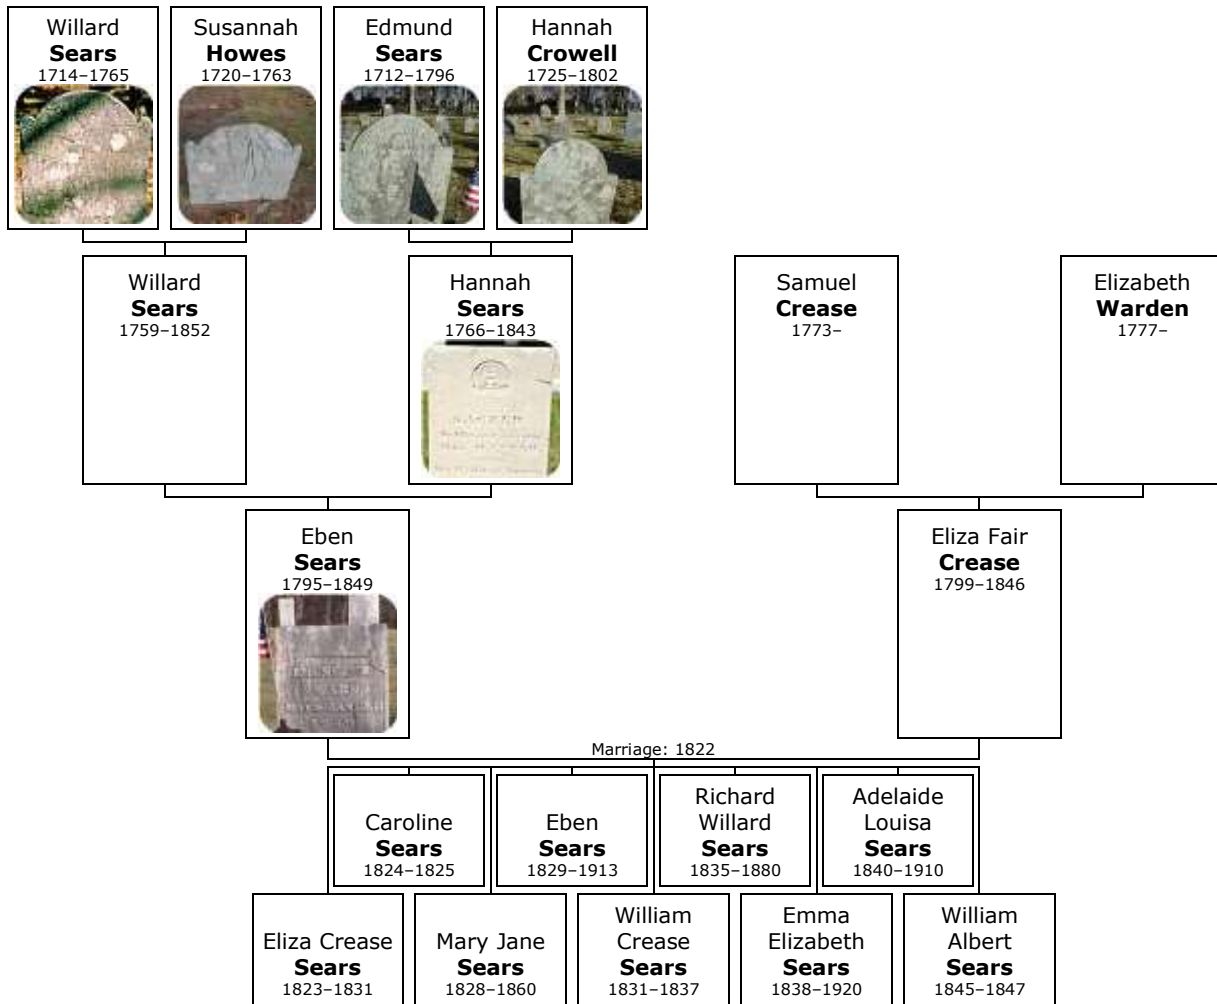 Willard
Sears
1714–1765
Susannah
Howes
1720–1763
Edmund
Sears
1712–1796
Hannah
Crowell
1725–1802
Willard
Sears
1759–1852
Hannah
Sears
1766–1843
Samuel
Crease
1773–
Elizabeth
Warden
1777–
Eben
Sears
1795–1849
Eliza Fair
Crease
1799–1846
Marriage: 1822
Caroline
Sears
1824–1825
Eben
Sears
1829–1913
Richard
Willard
Sears
1835–1880
Adelaide
Louisa
Sears
1840–1910
Eliza Crease
Sears
1823–1831
Mary Jane
Sears
1828–1860
William
Crease
Sears
1831–1837
Emma
Elizabeth
Sears
1838–1920
William
Albert
Sears
1845–1847